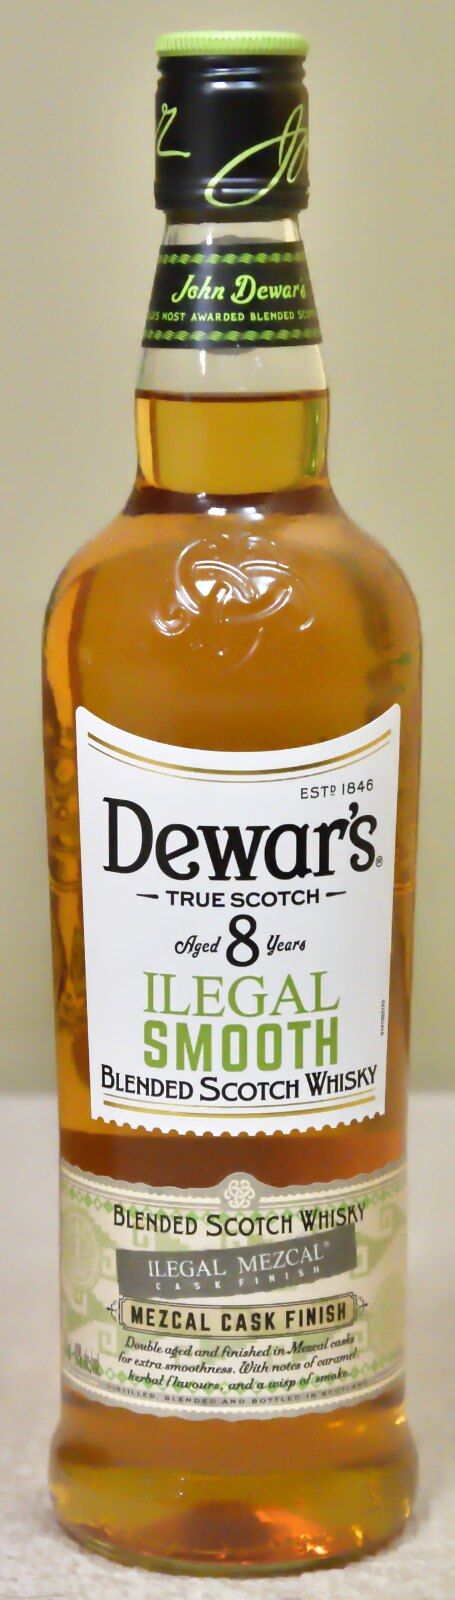 John Dewar's
MOST AWARDED BLENDED
ESTD 1846
Dewar's®
TRUE SCOTCH
Aged 8 Years
ILEGAL
SMOOTH
BLENDED SCOTCH WHISKY
BLENDED SCOTCH WHISKY
ILEGAL MEZCAL®
CASK FINISH
MEZCAL CASK FINISH
Double aged and finished in Mezcal casks
for extra smoothness. With notes of caramel,
herbal flavours, and a wisp of smoke.
DISTILLED, BLENDED AND BOTTLED IN SCOTLAND